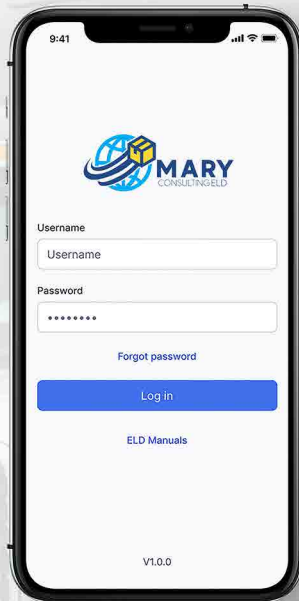 9:41
MARY
CONSULTING ELD
Username
Username
Password
Forgot password
Log in
ELD Manuals
V1.0.0